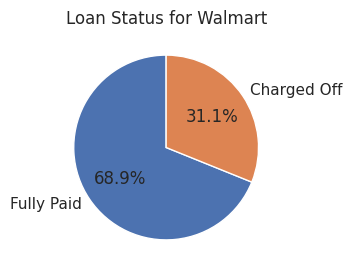 Loan Status for Walmart
Charged Off
31.1%
68.9%
Fully Paid